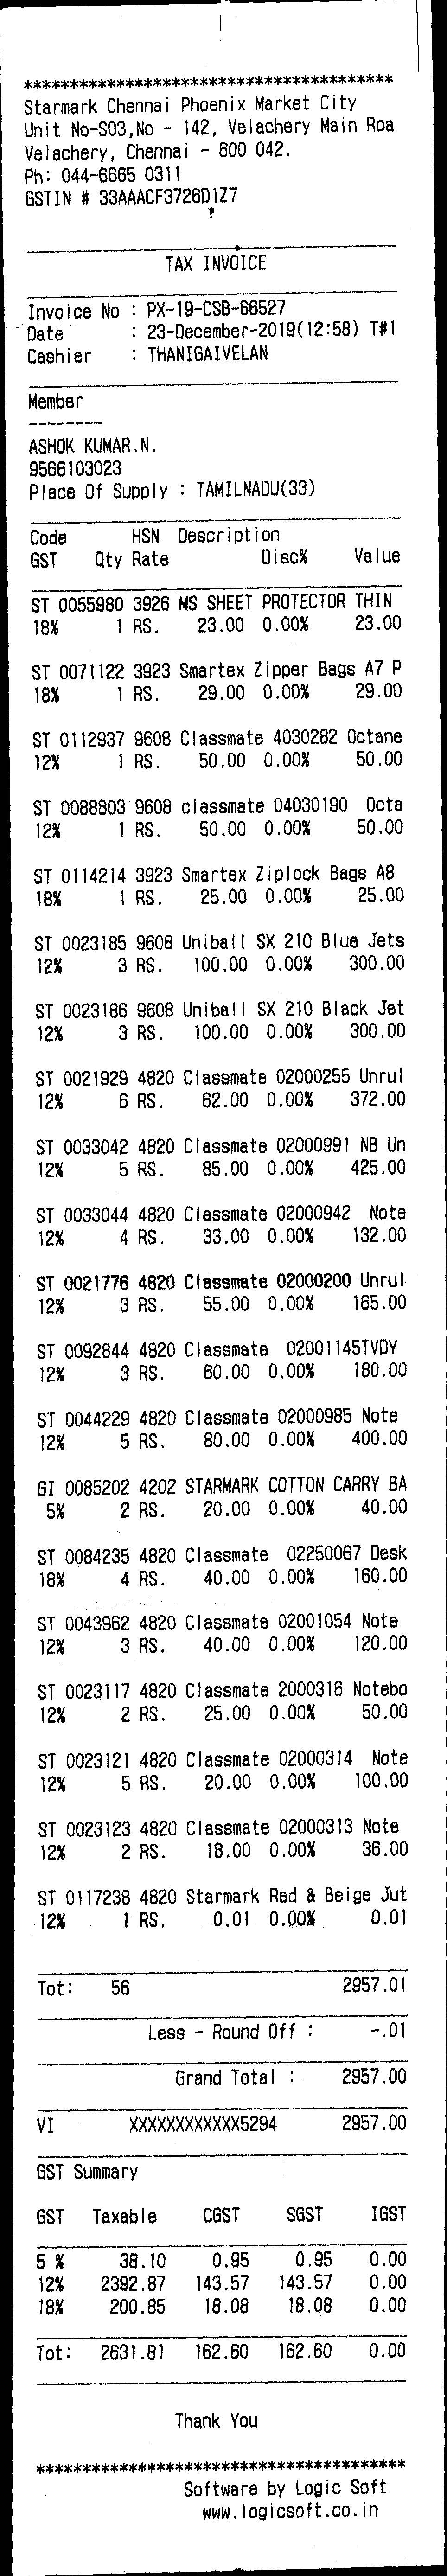 ****************************************
Starmark Chennai Phoenix Market City
Unit No-S03,No - 142, Velachery Main Roa
Velachery, Chennai - 600 042.
Ph: 044-6665 0311
GSTIN # 33AAACF3726D1Z7
TAX INVOICE
Invoice No : PX-19-CSB-66527
Date : 23-December-2019(12:58) T#1
Cashier : THANIGAIVELAN
Member
--------
ASHOK KUMAR.N.
9566103023
Place Of Supply : TAMILNADU(33)
Code HSN Description
GST Qty Rate Disc% Value
ST 0055980 3926 MS SHEET PROTECTOR THIN
18% 1 RS. 23.00 0.00% 23.00
ST 0071122 3923 Smartex Zipper Bags A7 P
18% 1 RS. 29.00 0.00% 29.00
ST 0112937 9608 Classmate 4030282 Octane
12% 1 RS. 50.00 0.00% 50.00
ST 0088803 9608 classmate 04030190 Octa
12% 1 RS. 50.00 0.00% 50.00
ST 0114214 3923 Smartex Ziplock Bags A8
18% 1 RS. 25.00 0.00% 25.00
ST 0023185 9608 Uniball SX 210 Blue Jets
12% 3 RS. 100.00 0.00% 300.00
ST 0023186 9608 Uniball SX 210 Black Jet
12% 3 RS. 100.00 0.00% 300.00
ST 0021929 4820 Classmate 02000255 Unrul
12% 6 RS. 62.00 0.00% 372.00
ST 0033042 4820 Classmate 02000991 NB Un
12% 5 RS. 85.00 0.00% 425.00
ST 0033044 4820 Classmate 02000942 Note
12% 4 RS. 33.00 0.00% 132.00
ST 0021776 4820 Classmate 02000200 Unrul
12% 3 RS. 55.00 0.00% 165.00
ST 0092844 4820 Classmate 02001145TVDY
12% 3 RS. 60.00 0.00% 180.00
ST 0044229 4820 Classmate 02000985 Note
12% 5 RS. 80.00 0.00% 400.00
GI 0085202 4202 STARMARK COTTON CARRY BA
5% 2 RS. 20.00 0.00% 40.00
ST 0084235 4820 Classmate 02250067 Desk
18% 4 RS. 40.00 0.00% 160.00
ST 0043962 4820 Classmate 02001054 Note
12% 3 RS. 40.00 0.00% 120.00
ST 0023117 4820 Classmate 2000316 Notebo
12% 2 RS. 25.00 0.00% 50.00
ST 0023121 4820 Classmate 02000314 Note
12% 5 RS. 20.00 0.00% 100.00
ST 0023123 4820 Classmate 02000313 Note
12% 2 RS. 18.00 0.00% 36.00
ST 0117238 4820 Starmark Red & Beige Jut
12% 1 RS. 0.01 0.00% 0.01
Tot: 56 2957.01
Less - Round Off : -.01
Grand Total : 2957.00
VI XXXXXXXXXXXX5294 2957.00
GST Summary
GST Taxable CGST SGST IGST
5 % 38.10 0.95 0.95 0.00
12% 2392.87 143.57 143.57 0.00
18% 200.85 18.08 18.08 0.00
Tot: 2631.81 162.60 162.60 0.00
Thank You
****************************************
Software by Logic Soft
www.logicsoft.co.in